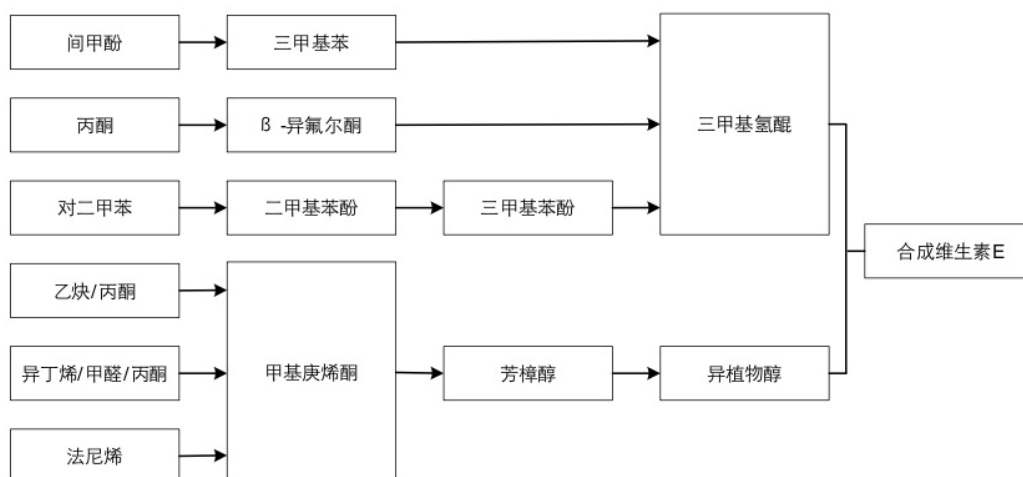 间甲酚
三甲基苯
丙酮
ß -异氟尔酮
三甲基氢醌
对二甲苯
二甲基苯酚
三甲基苯酚
合成维生素E
乙炔/丙酮
异丁烯/甲醛/丙酮
甲基庚烯酮
芳樟醇
异植物醇
法尼烯